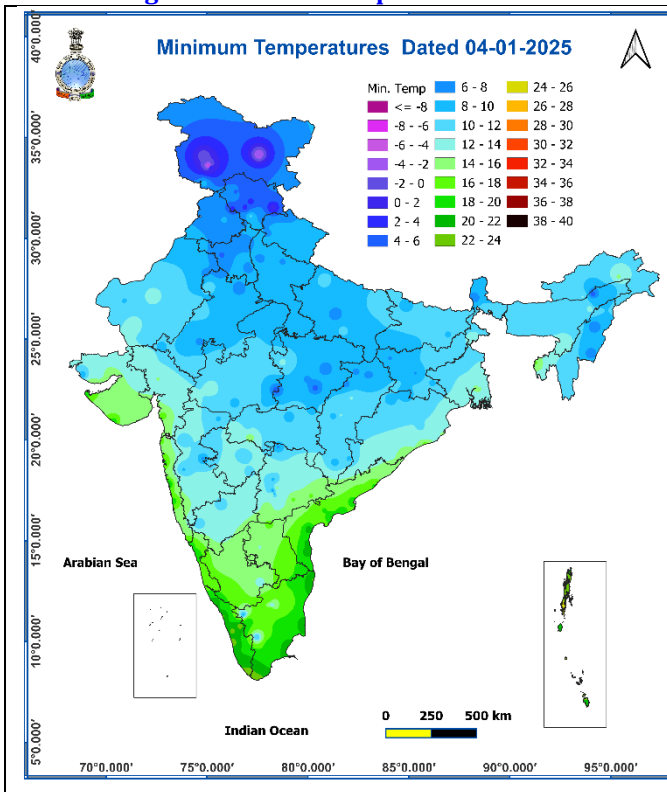 Minimum Temperatures Dated 04-01-2025
Min. Temp
<= -8
-8 - -6
-6 - -4
-4 - -2
-2 - 0
0 - 2
2 - 4
4 - 6
6 - 8
8 - 10
10 - 12
12 - 14
14 - 16
16 - 18
18 - 20
20 - 22
22 - 24
24 - 26
26 - 28
28 - 30
30 - 32
32 - 34
34 - 36
36 - 38
38 - 40
40°0.000'
35°0.000'
30°0.000'
25°0.000'
20°0.000'
15°0.000'
10°0.000'
5°0.000'
Arabian Sea
Bay of Bengal
Indian Ocean
0 250 500 km
70°0.000' 75°0.000' 80°0.000' 85°0.000' 90°0.000' 95°0.000'